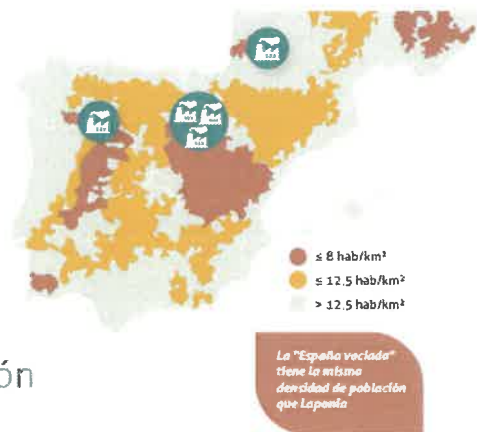 ≤ 8 hab/km²
≤ 12.5 hab/km²
> 12.5 hab/km²
La "España vaciada"
tiene la misma
densidad de población
que Laponia
ón